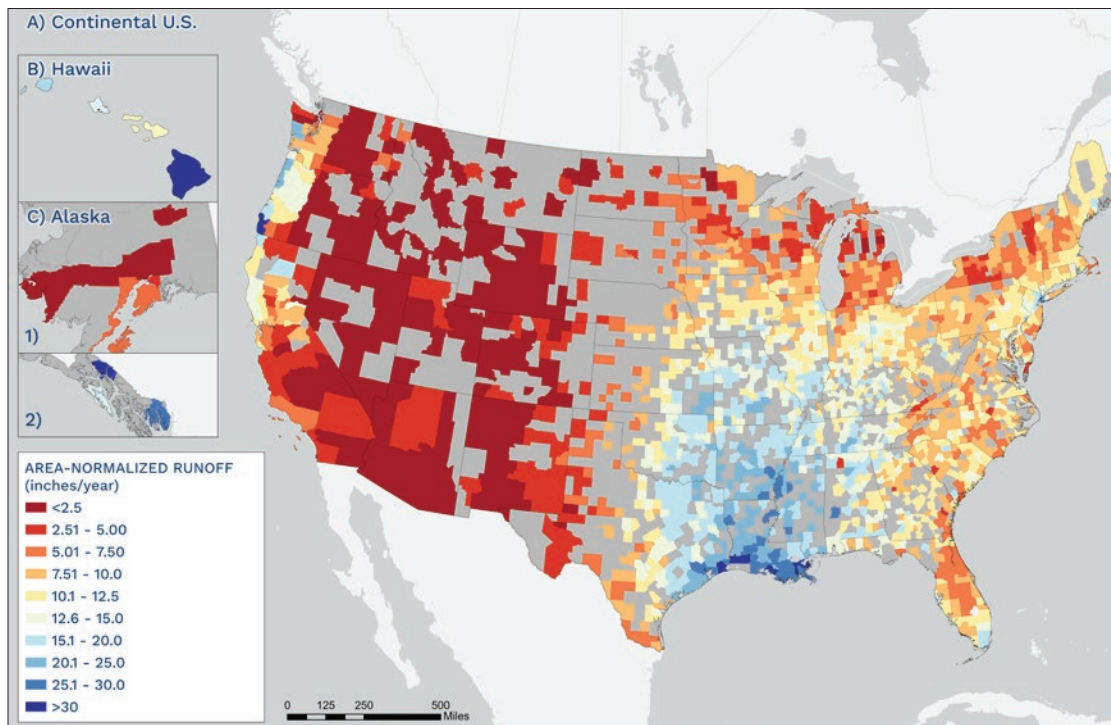 A) Continental U.S.
B) Hawaii
C) Alaska
1)
2)
AREA-NORMALIZED RUNOFF
(inches/year)
<2.5
2.51 - 5.00
5.01 - 7.50
7.51 - 10.0
10.1 - 12.5
12.6 - 15.0
15.1 - 20.0
20.1 - 25.0
25.1 - 30.0
>30
0 125 250 500
Miles